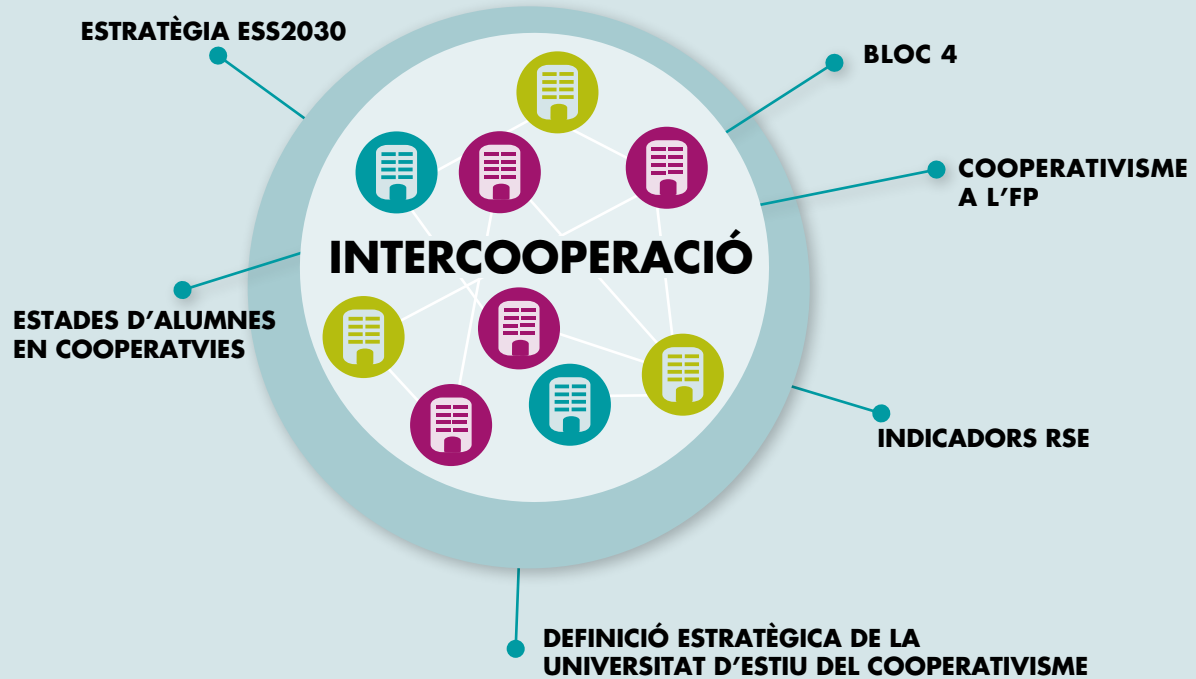 ESTRATÈGIA ESS2030
BLOC 4
COOPERATIVISME
A L'FP
INTERCOOPERACIÓ
ESTADES D'ALUMNES
EN COOPERATVIES
INDICADORS RSE
DEFINICIÓ ESTRATÈGICA DE LA
UNIVERSITAT D'ESTIU DEL COOPERATIVISME